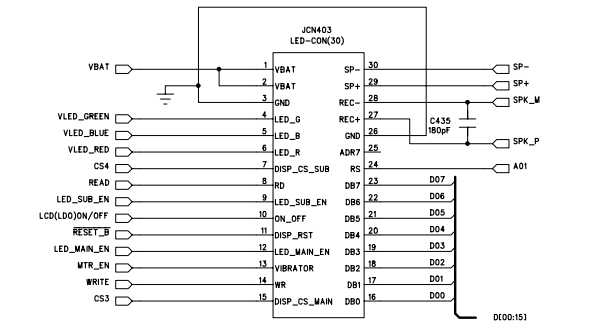 JCN403
LED-CON(30)
VBAT 1 VBAT SP- 30 SP-
2 VBAT SP+ 29 SP+
3 GND REC- 28 SPK_M
VLED_GREEN 4 LED_G REC+ 27 C435 180pF SPK_P
VLED_BLUE 5 LED_B GND 26
VLED_RED 6 LED_R ADR7 25
CS4 7 DISP_CS_SUB RS 24 A01
READ 8 RD DB7 23 D07
LED_SUB_EN 9 LED_SUB_EN DB6 22 D06
LCD(LDO)ON/OFF 10 ON_OFF DB5 21 D05
RESET_B 11 DISP_RST DB4 20 D04
LED_MAIN_EN 12 LED_MAIN_EN DB3 19 D03
MTR_EN 13 VIBRATOR DB2 18 D02
WRITE 14 WR DB1 17 D01
CS3 15 DISP_CS_MAIN DB0 16 D00
D[00:15]